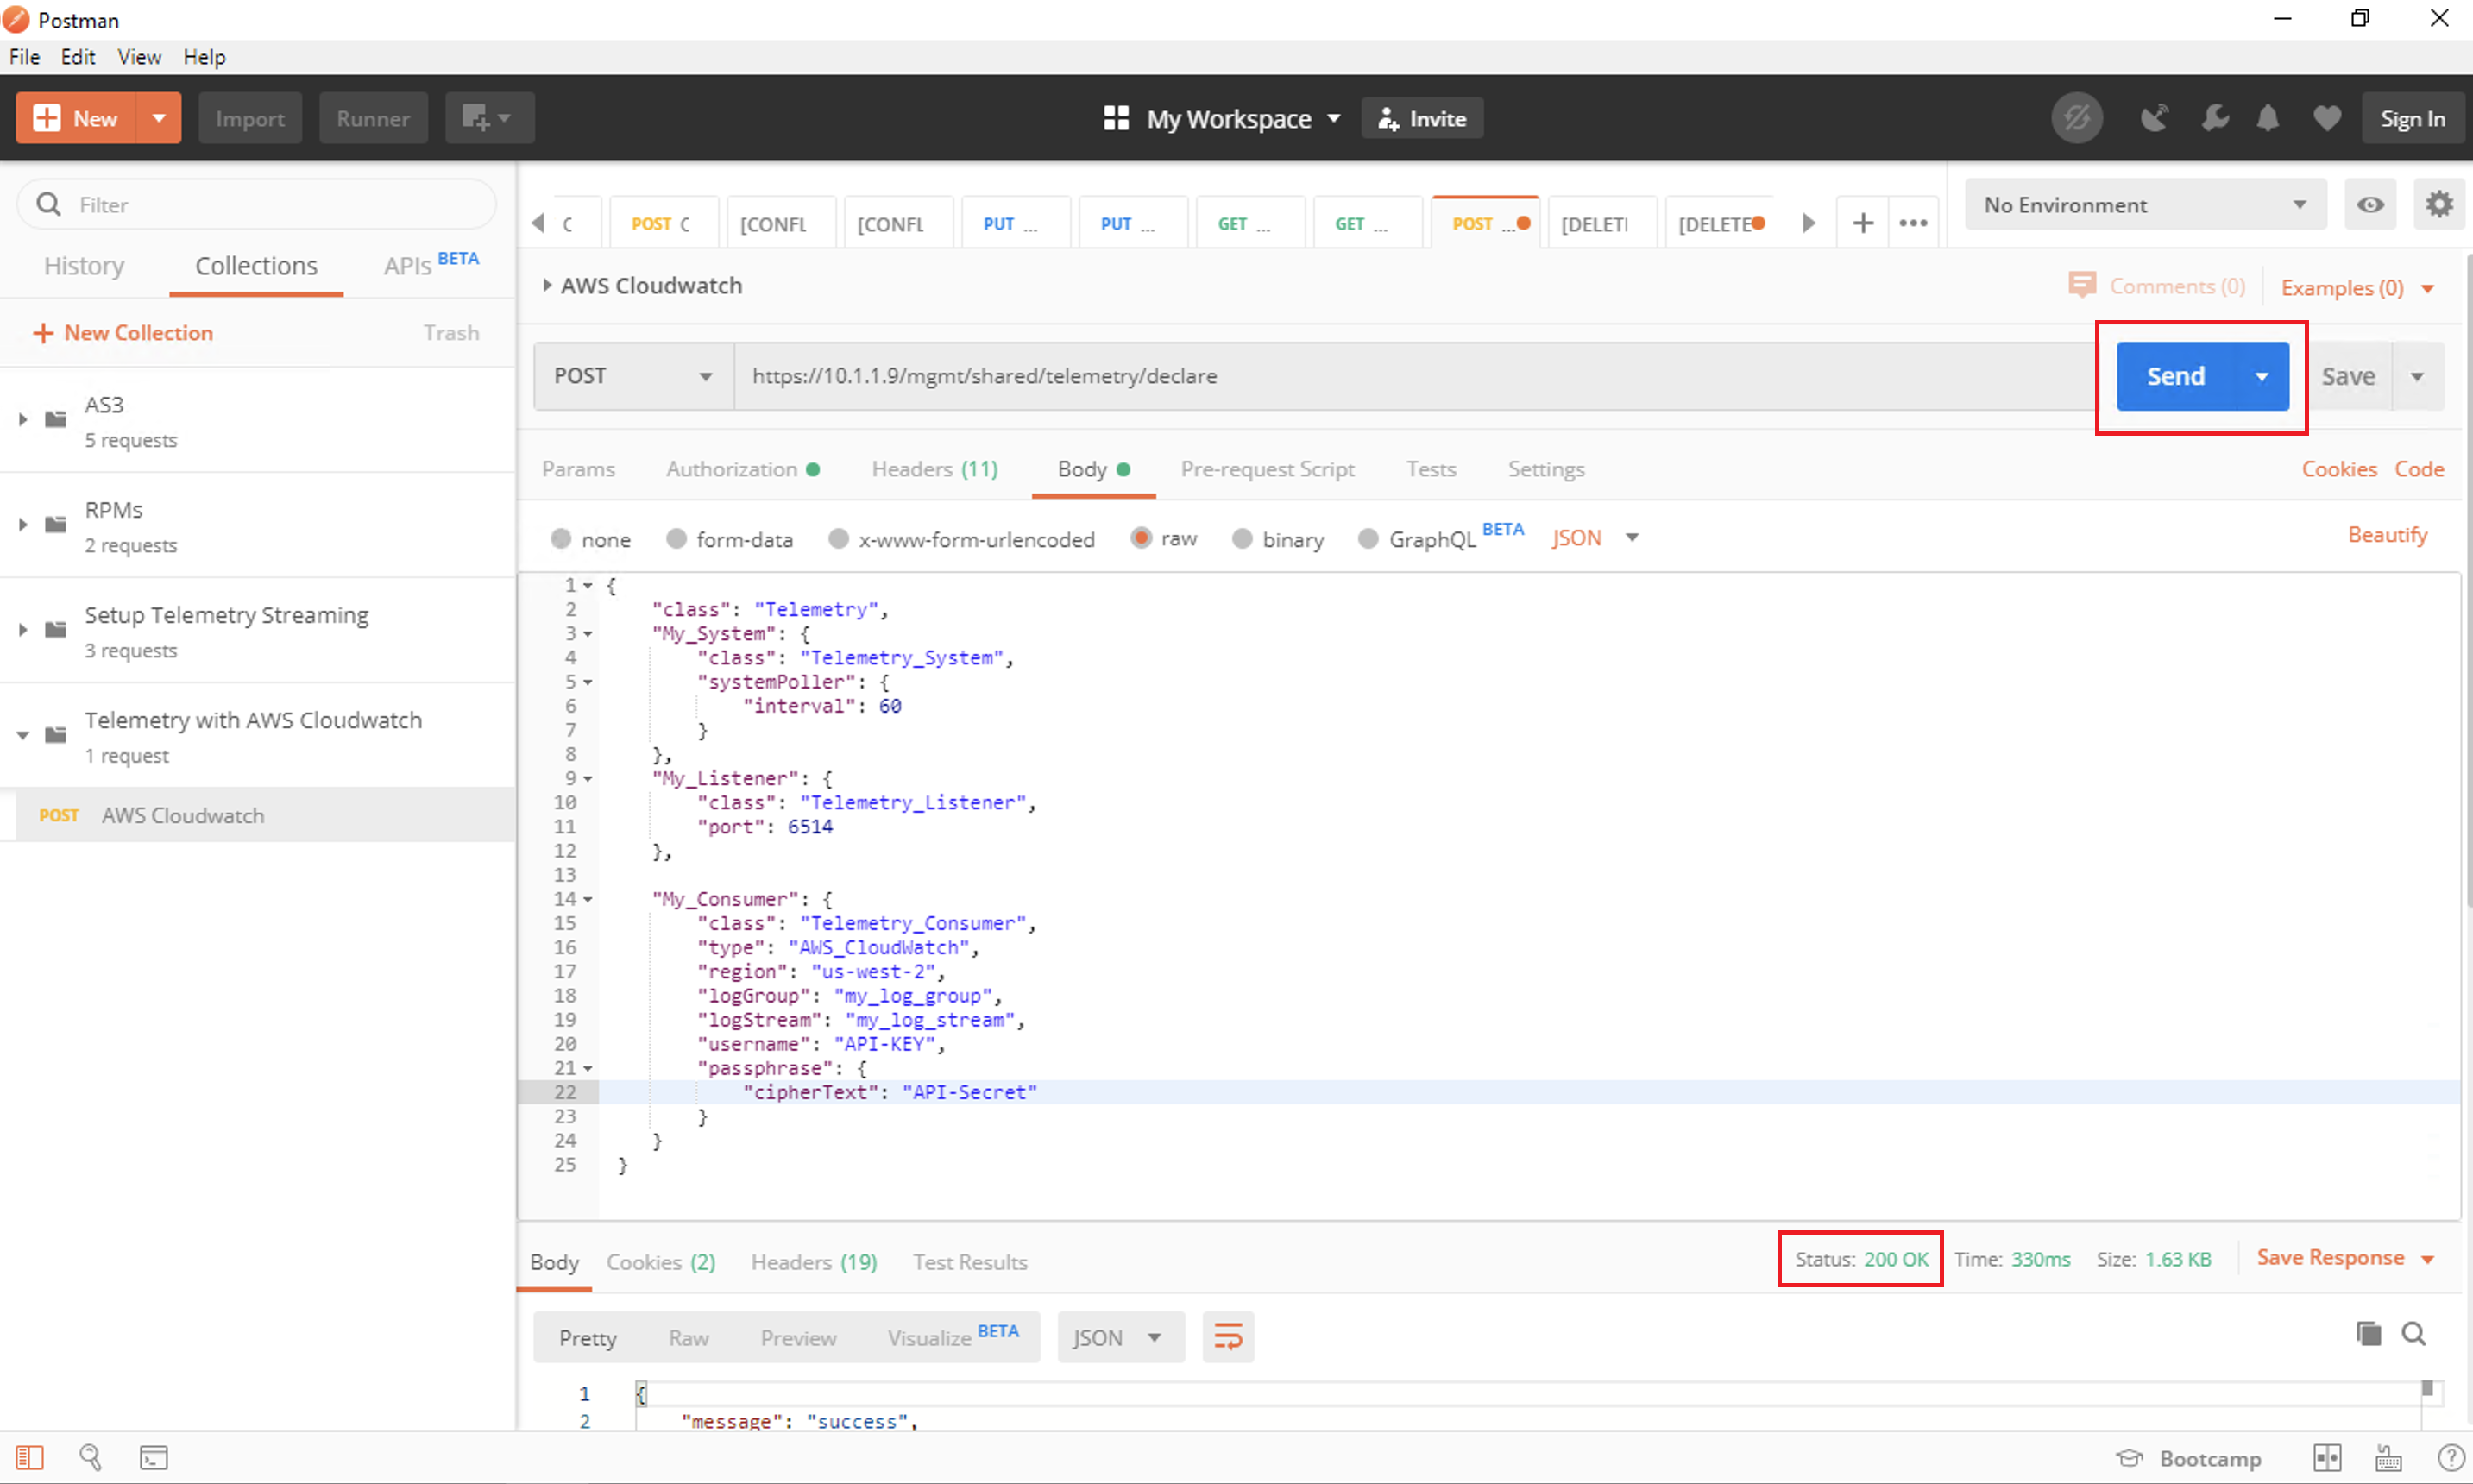 Postman
File Edit View Help
New Import Runner My Workspace Invite Sign In
Filter
History Collections APIs BETA
New Collection Trash
AS3
5 requests
RPMs
2 requests
Setup Telemetry Streaming
3 requests
Telemetry with AWS Cloudwatch
1 request
POST AWS Cloudwatch
C POST C [CONFL [CONFL PUT ... PUT ... GET ... GET ... POST ... [DELETI [DELETE
No Environment
AWS Cloudwatch Comments (0) Examples (0)
POST https://10.1.1.9/mgmt/shared/telemetry/declare Send Save
Params Authorization Headers (11) Body Pre-request Script Tests Settings Cookies Code
none form-data x-www-form-urlencoded raw binary GraphQL BETA JSON Beautify
1 {
2 "class": "Telemetry",
3 "My_System": {
4 "class": "Telemetry_System",
5 "systemPoller": {
6 "interval": 60
7 }
8 },
9 "My_Listener": {
10 "class": "Telemetry_Listener",
11 "port": 6514
12 },
13
14 "My_Consumer": {
15 "class": "Telemetry_Consumer",
16 "type": "AWS_CloudWatch",
17 "region": "us-west-2",
18 "logGroup": "my_log_group",
19 "logStream": "my_log_stream",
20 "username": "API-KEY",
21 "passphrase": {
22 "cipherText": "API-Secret"
23 }
24 }
25 }
Body Cookies (2) Headers (19) Test Results Status: 200 OK Time: 330ms Size: 1.63 KB Save Response
Pretty Raw Preview Visualize BETA JSON
1 {
2 "message": "success",
Bootcamp